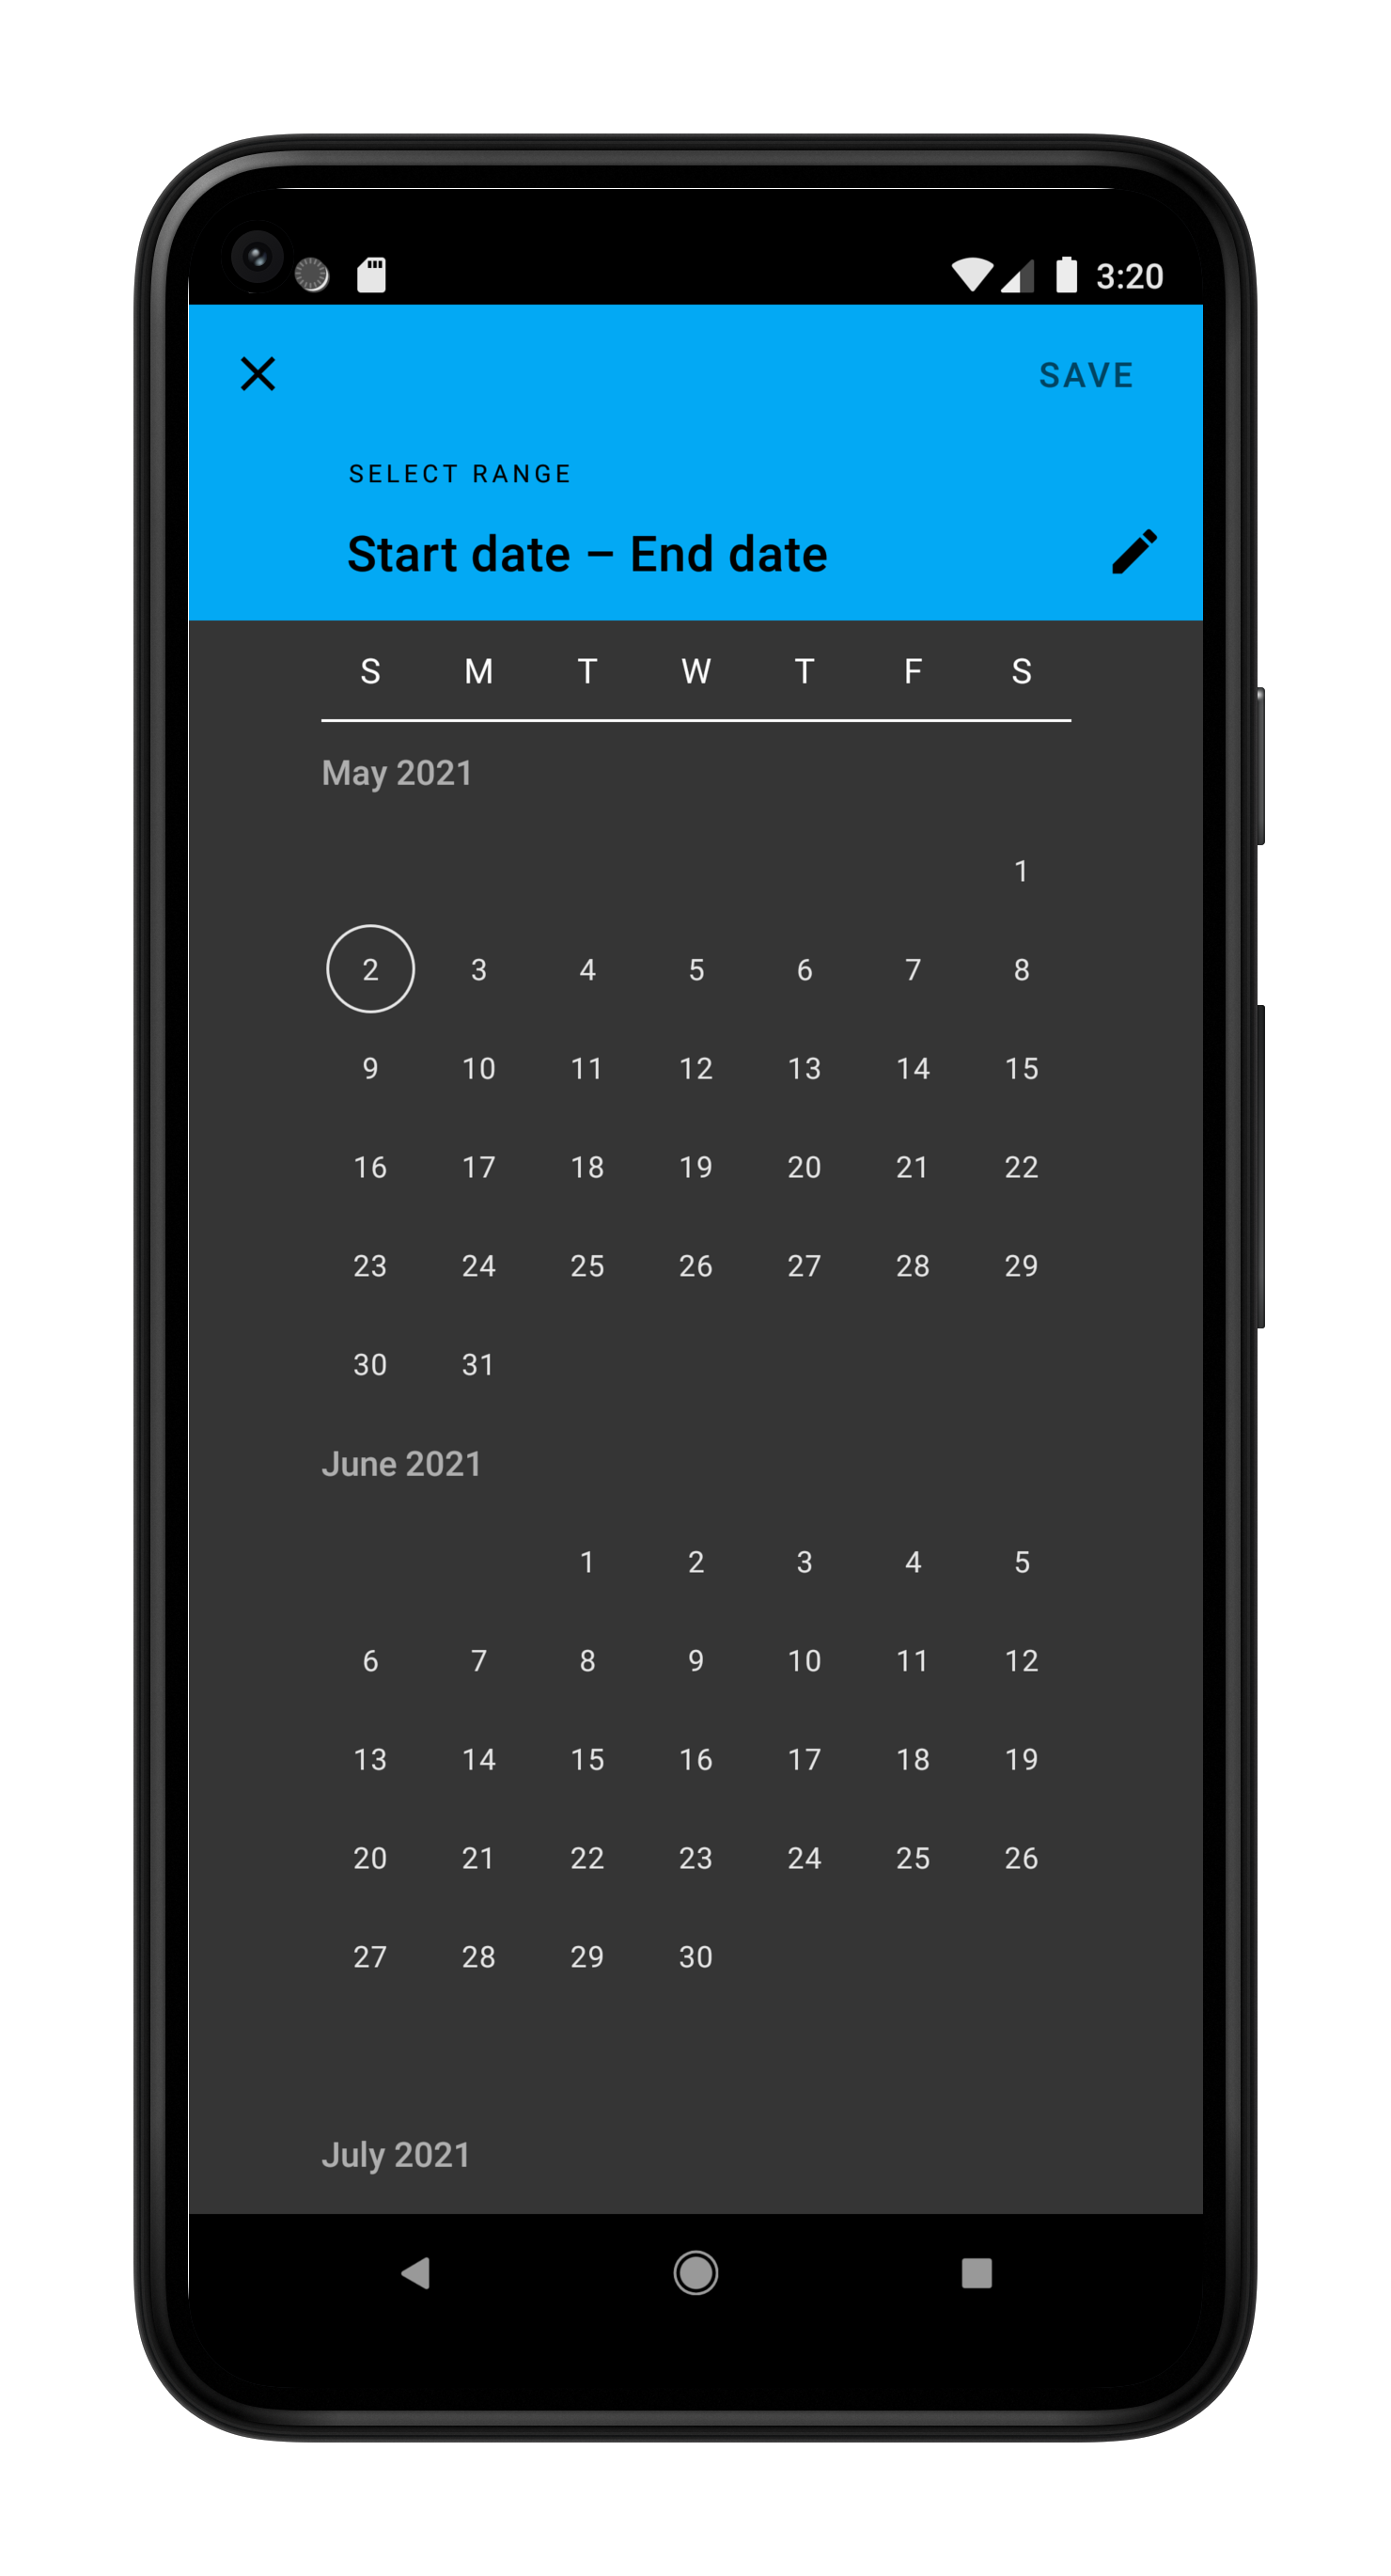 3:20
SAVE
SELECT RANGE
Start date – End date
S M T W T F S
May 2021
1
2 3 4 5 6 7 8
9 10 11 12 13 14 15
16 17 18 19 20 21 22
23 24 25 26 27 28 29
30 31
June 2021
1 2 3 4 5
6 7 8 9 10 11 12
13 14 15 16 17 18 19
20 21 22 23 24 25 26
27 28 29 30
July 2021